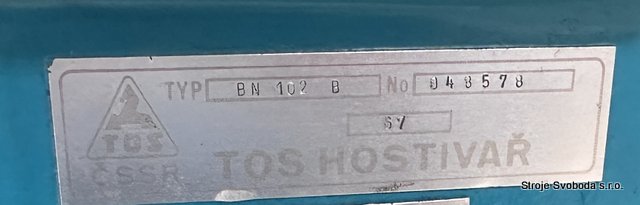 TYP BN 102 B No 048578
67
TOS
ČSSR TOS HOSTIVAŘ
Stroje-Svoboda s.r.o.